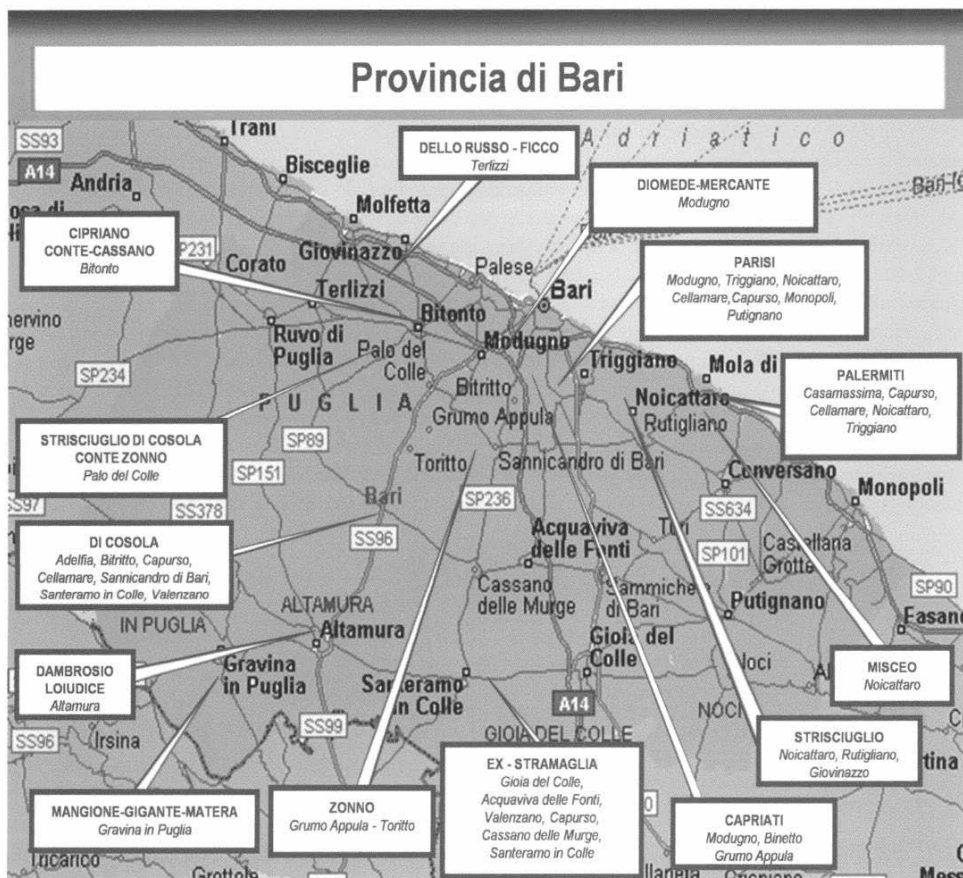 Provincia di Bari
SS93
Trani
Adriatico
A14
Andria
Bisceglie
DELLO RUSSO - FICCO
Terlizzi
DIOMEDE-MERCANTE
Modugno
Molfetta
CIPRIANO
CONTE-CASSANO
Bitonto
SP231
Corato
Giovinazzo
Palese
Bari
PARISI
Modugno, Triggiano, Noicattaro,
Cellamare,Capurso, Monopoli,
Putignano
Terlizzi
Bitonto
Ruvo di
Puglia
Modugno
Palo del
Colle
Triggiano
Mola di
SP234
PUGLIA
Bitritto
Noicattaro
Rutigliano
PALERMITI
Casamassima, Capurso,
Cellamare, Noicattaro,
Triggiano
Grumo Appula
STRISCIUGLIO DI COSOLA
CONTE ZONNO
Palo del Colle
SP89
SP151
Toritto
Sannicandro di Bari
Conversano
Monopoli
SS97
SS378
Bari
SP236
SS634
SS96
Acquaviva
delle Fonti
SP101
Castellana
Grotte
DI COSOLA
Adelfia, Bitritto, Capurso,
Cellamare, Sannicandro di Bari,
Santeramo in Colle, Valenzano
Cassano
delle Murge
Sammiche
di Bari
Putignano
SP90
Fasano
ALTAMURA
IN PUGLIA
Altamura
Gioia del
Colle
Noci
MISCEO
Noicattaro
DAMBROSIO
LOIUDICE
Altamura
Gravina
in Puglia
Santeramo
in Colle
A14
NOCI
SS96
Irsina
SS99
GIOIA DEL COLLE
STRISCIUGLIO
Noicattaro, Rutigliano,
Giovinazzo
MANGIONE-GIGANTE-MATERA
Gravina in Puglia
ZONNO
Grumo Appula - Toritto
EX - STRAMAGLIA
Gioia del Colle,
Acquaviva delle Fonti,
Valenzano, Capurso,
Cassano delle Murge,
Santeramo in Colle
CAPRIATI
Modugno, Binetto
Grumo Appula
Tricarico
Grottole